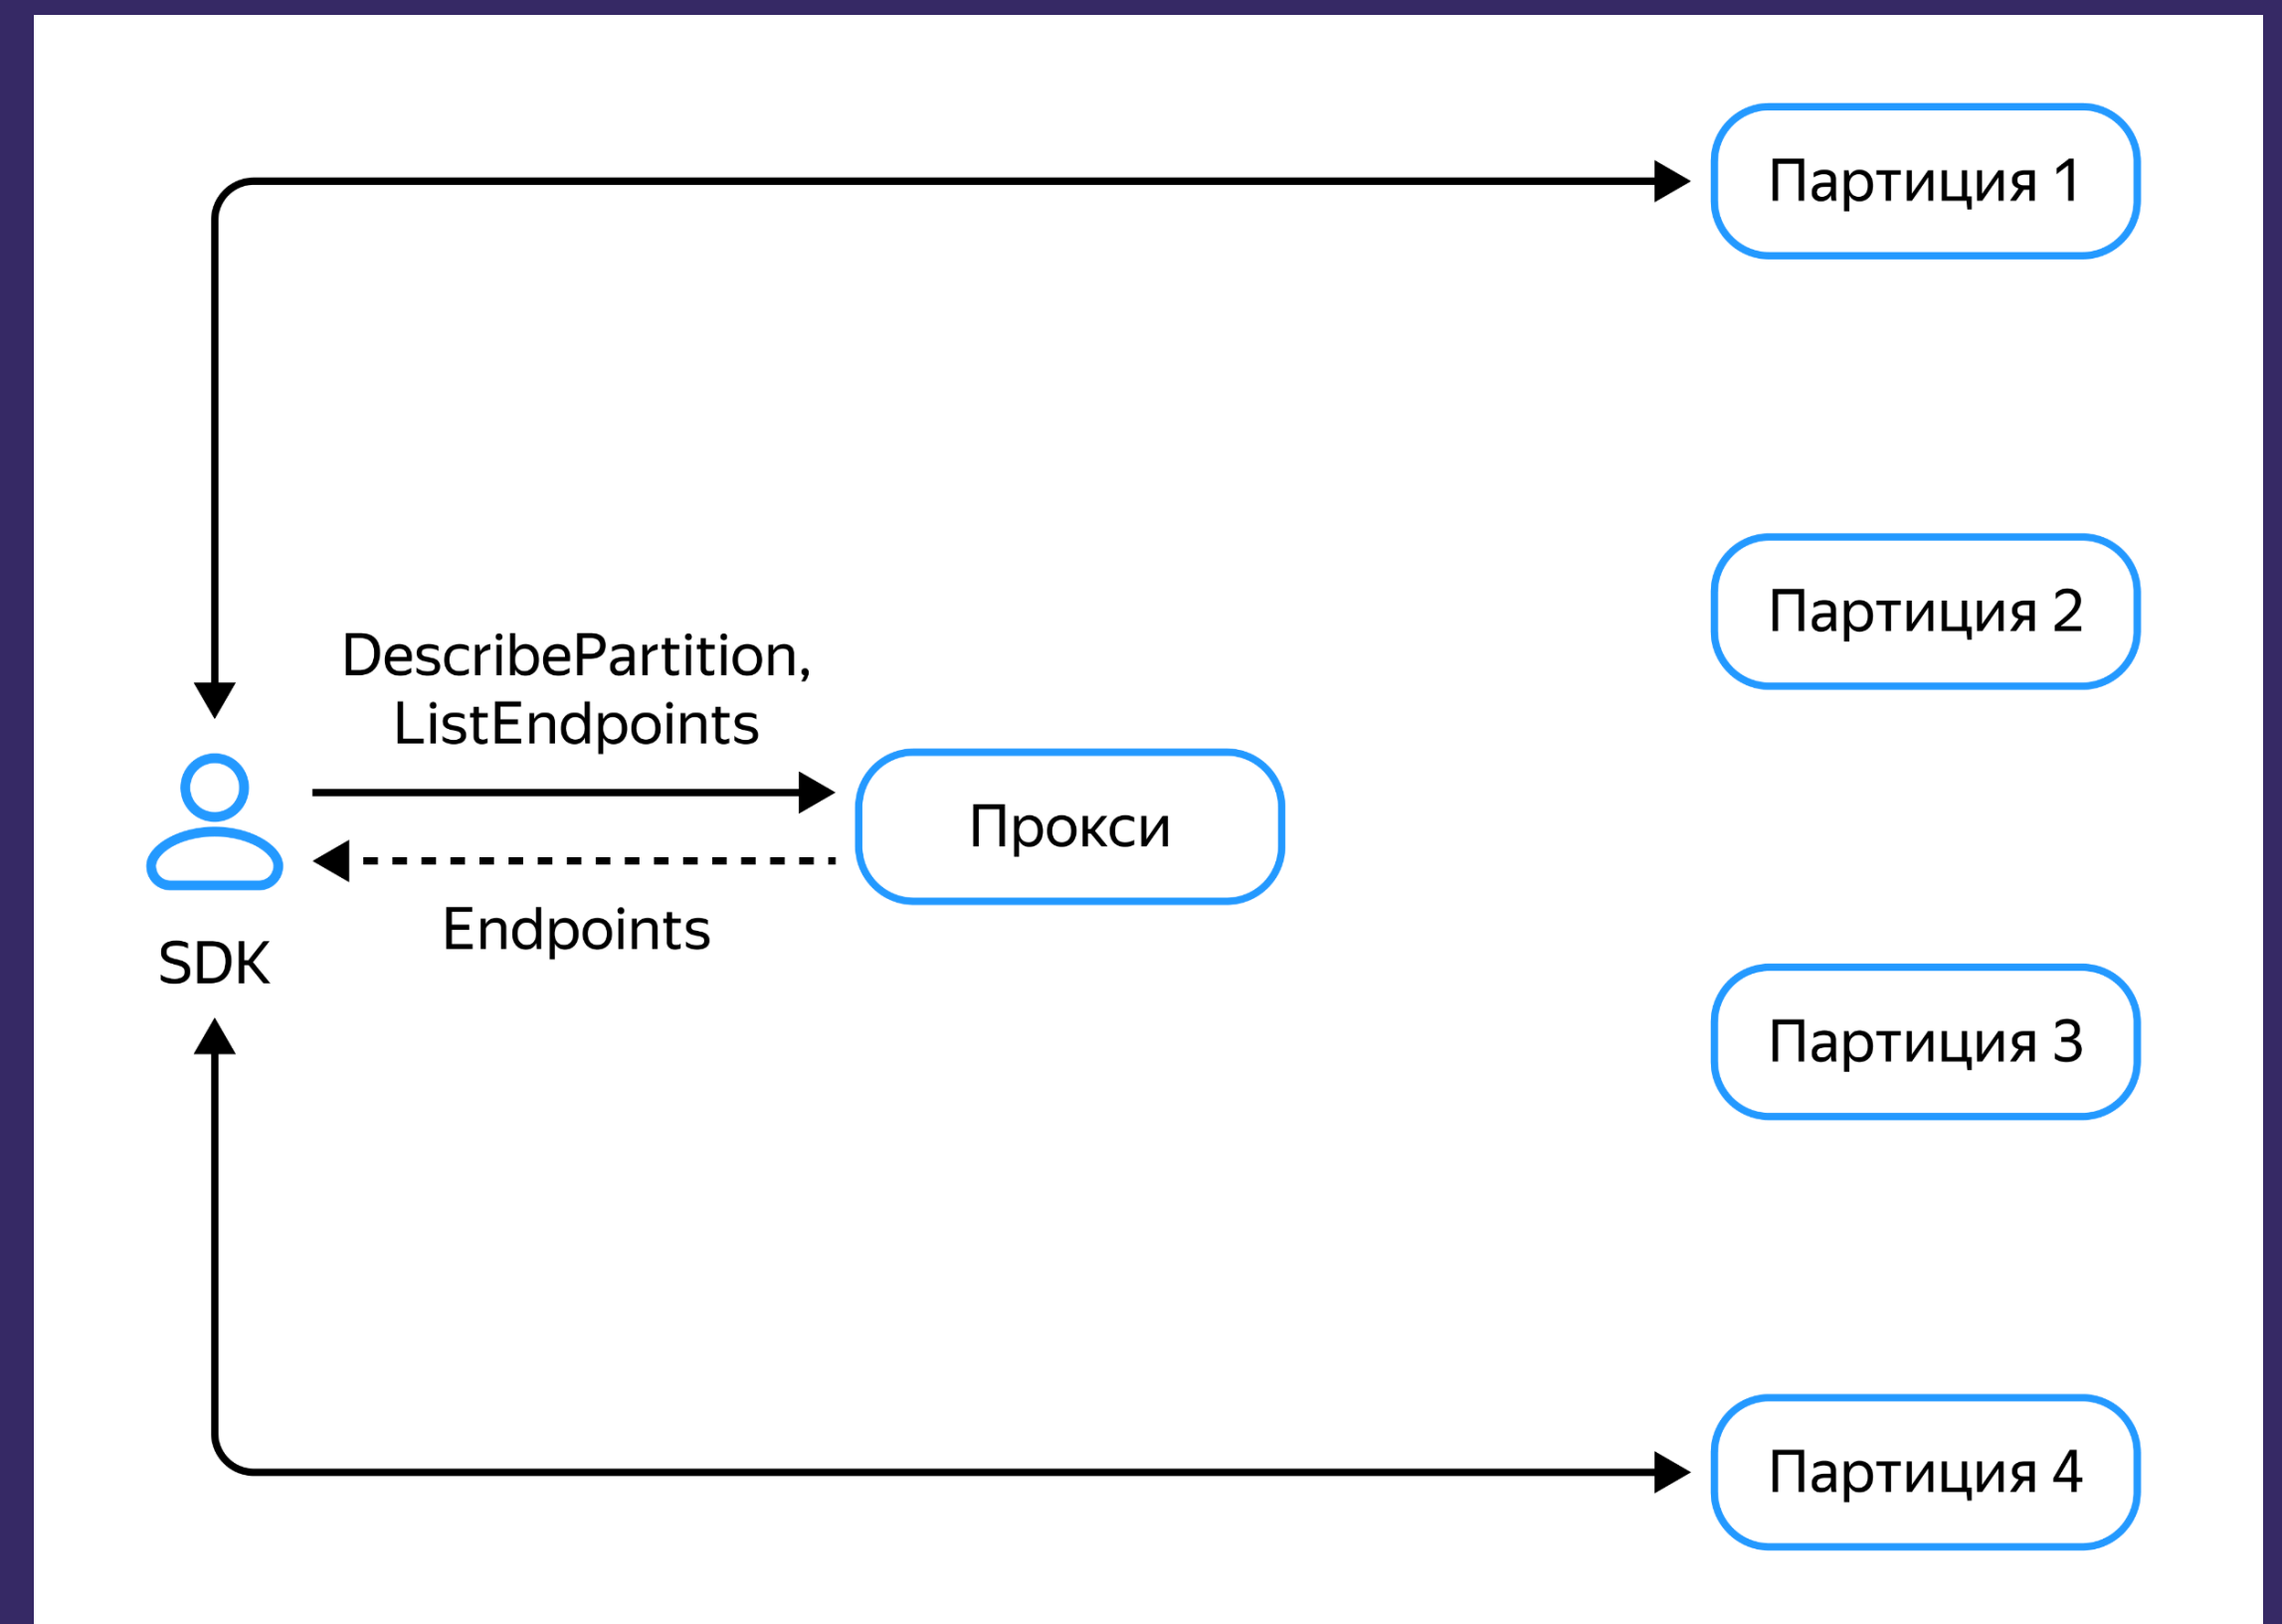 Партиция 1
Партиция 2
DescribePartition,
ListEndpoints
Прокси
Endpoints
SDK
Партиция 3
Партиция 4